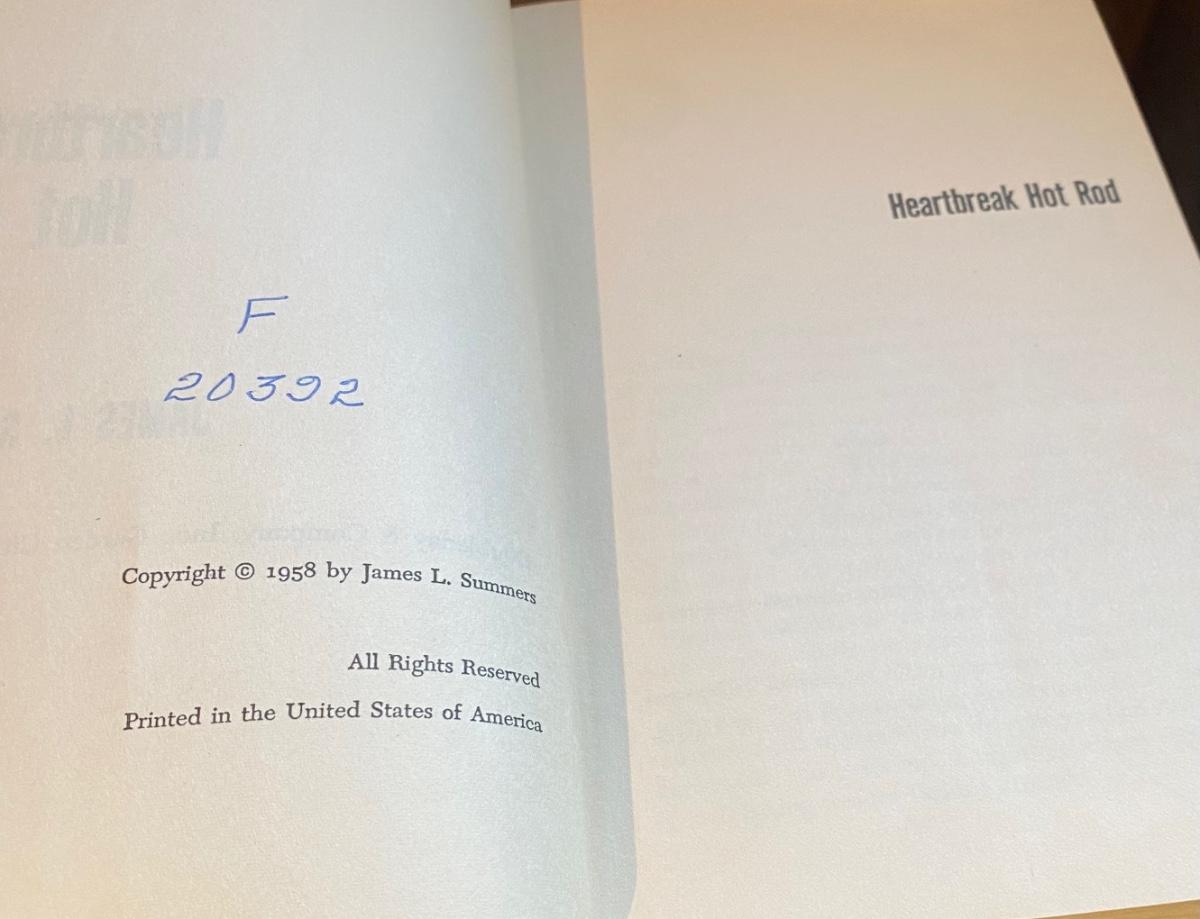 F
20392
Copyright © 1958 by James L. Summers
All Rights Reserved
Printed in the United States of America
Heartbreak Hot Rod